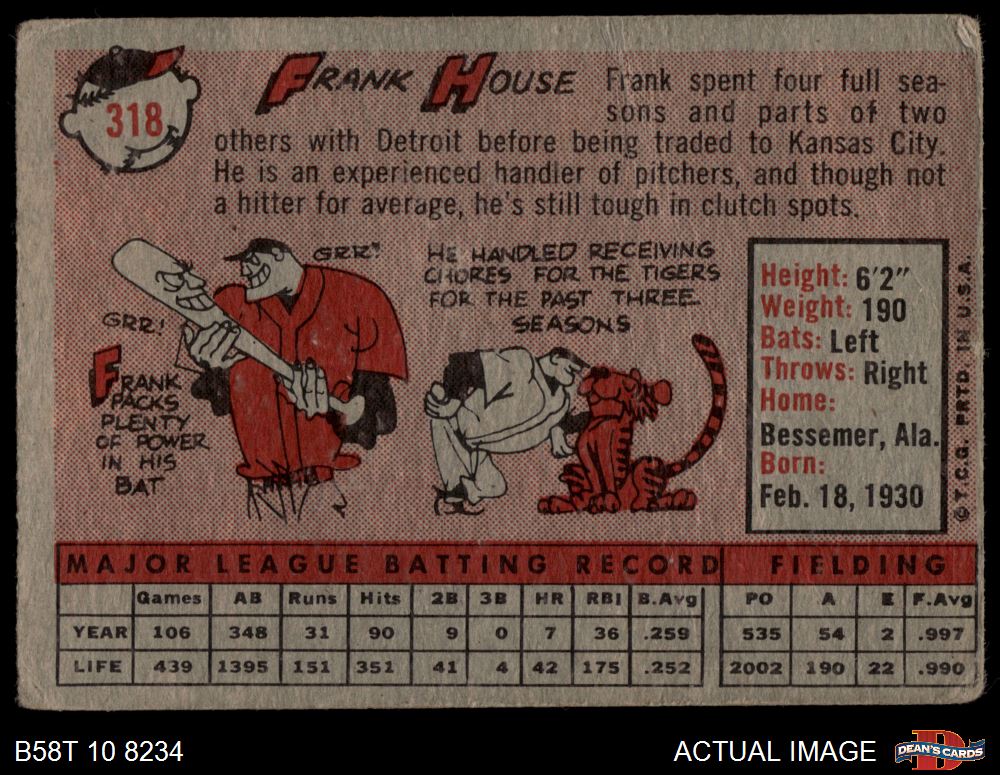 318
FRANK HOUSE Frank spent four full sea-
sons and parts of two
others with Detroit before being traded to Kansas City.
He is an experienced handler of pitchers, and though not
a hitter for average, he's still tough in clutch spots.
GRR!
GRR!
FRANK
PACKS
PLENTY
OF POWER
IN HIS
BAT
HE HANDLED RECEIVING
CHORES FOR THE TIGERS
FOR THE PAST THREE
SEASONS
Height: 6'2"
Weight: 190
Bats: Left
Throws: Right
Home:
Bessemer, Ala.
Born:
Feb. 18, 1930
© T.C.G. PRTD. IN U.S.A.
MAJOR LEAGUE BATTING RECORD FIELDING
Games AB Runs Hits 2B 3B HR RBI B.Avg PO A E F.Avg
YEAR 106 348 31 90 9 0 7 36 .259 535 54 2 .997
LIFE 439 1395 151 351 41 4 42 175 .252 2002 190 22 .990
B58T 10 8234
ACTUAL IMAGE
DEAN'S CARDS